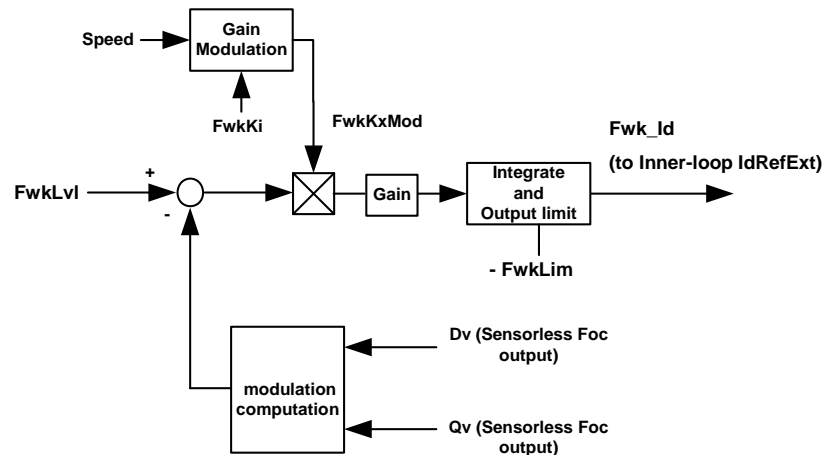 Speed
Gain
Modulation
FwkKi
FwkKxMod
Fwk_Id
(to Inner-loop IdRefExt)
FwkLvl
+
-
Gain
Integrate
and
Output limit
- FwkLim
modulation
computation
Dv (Sensorless Foc
output)
Qv (Sensorless Foc
output)